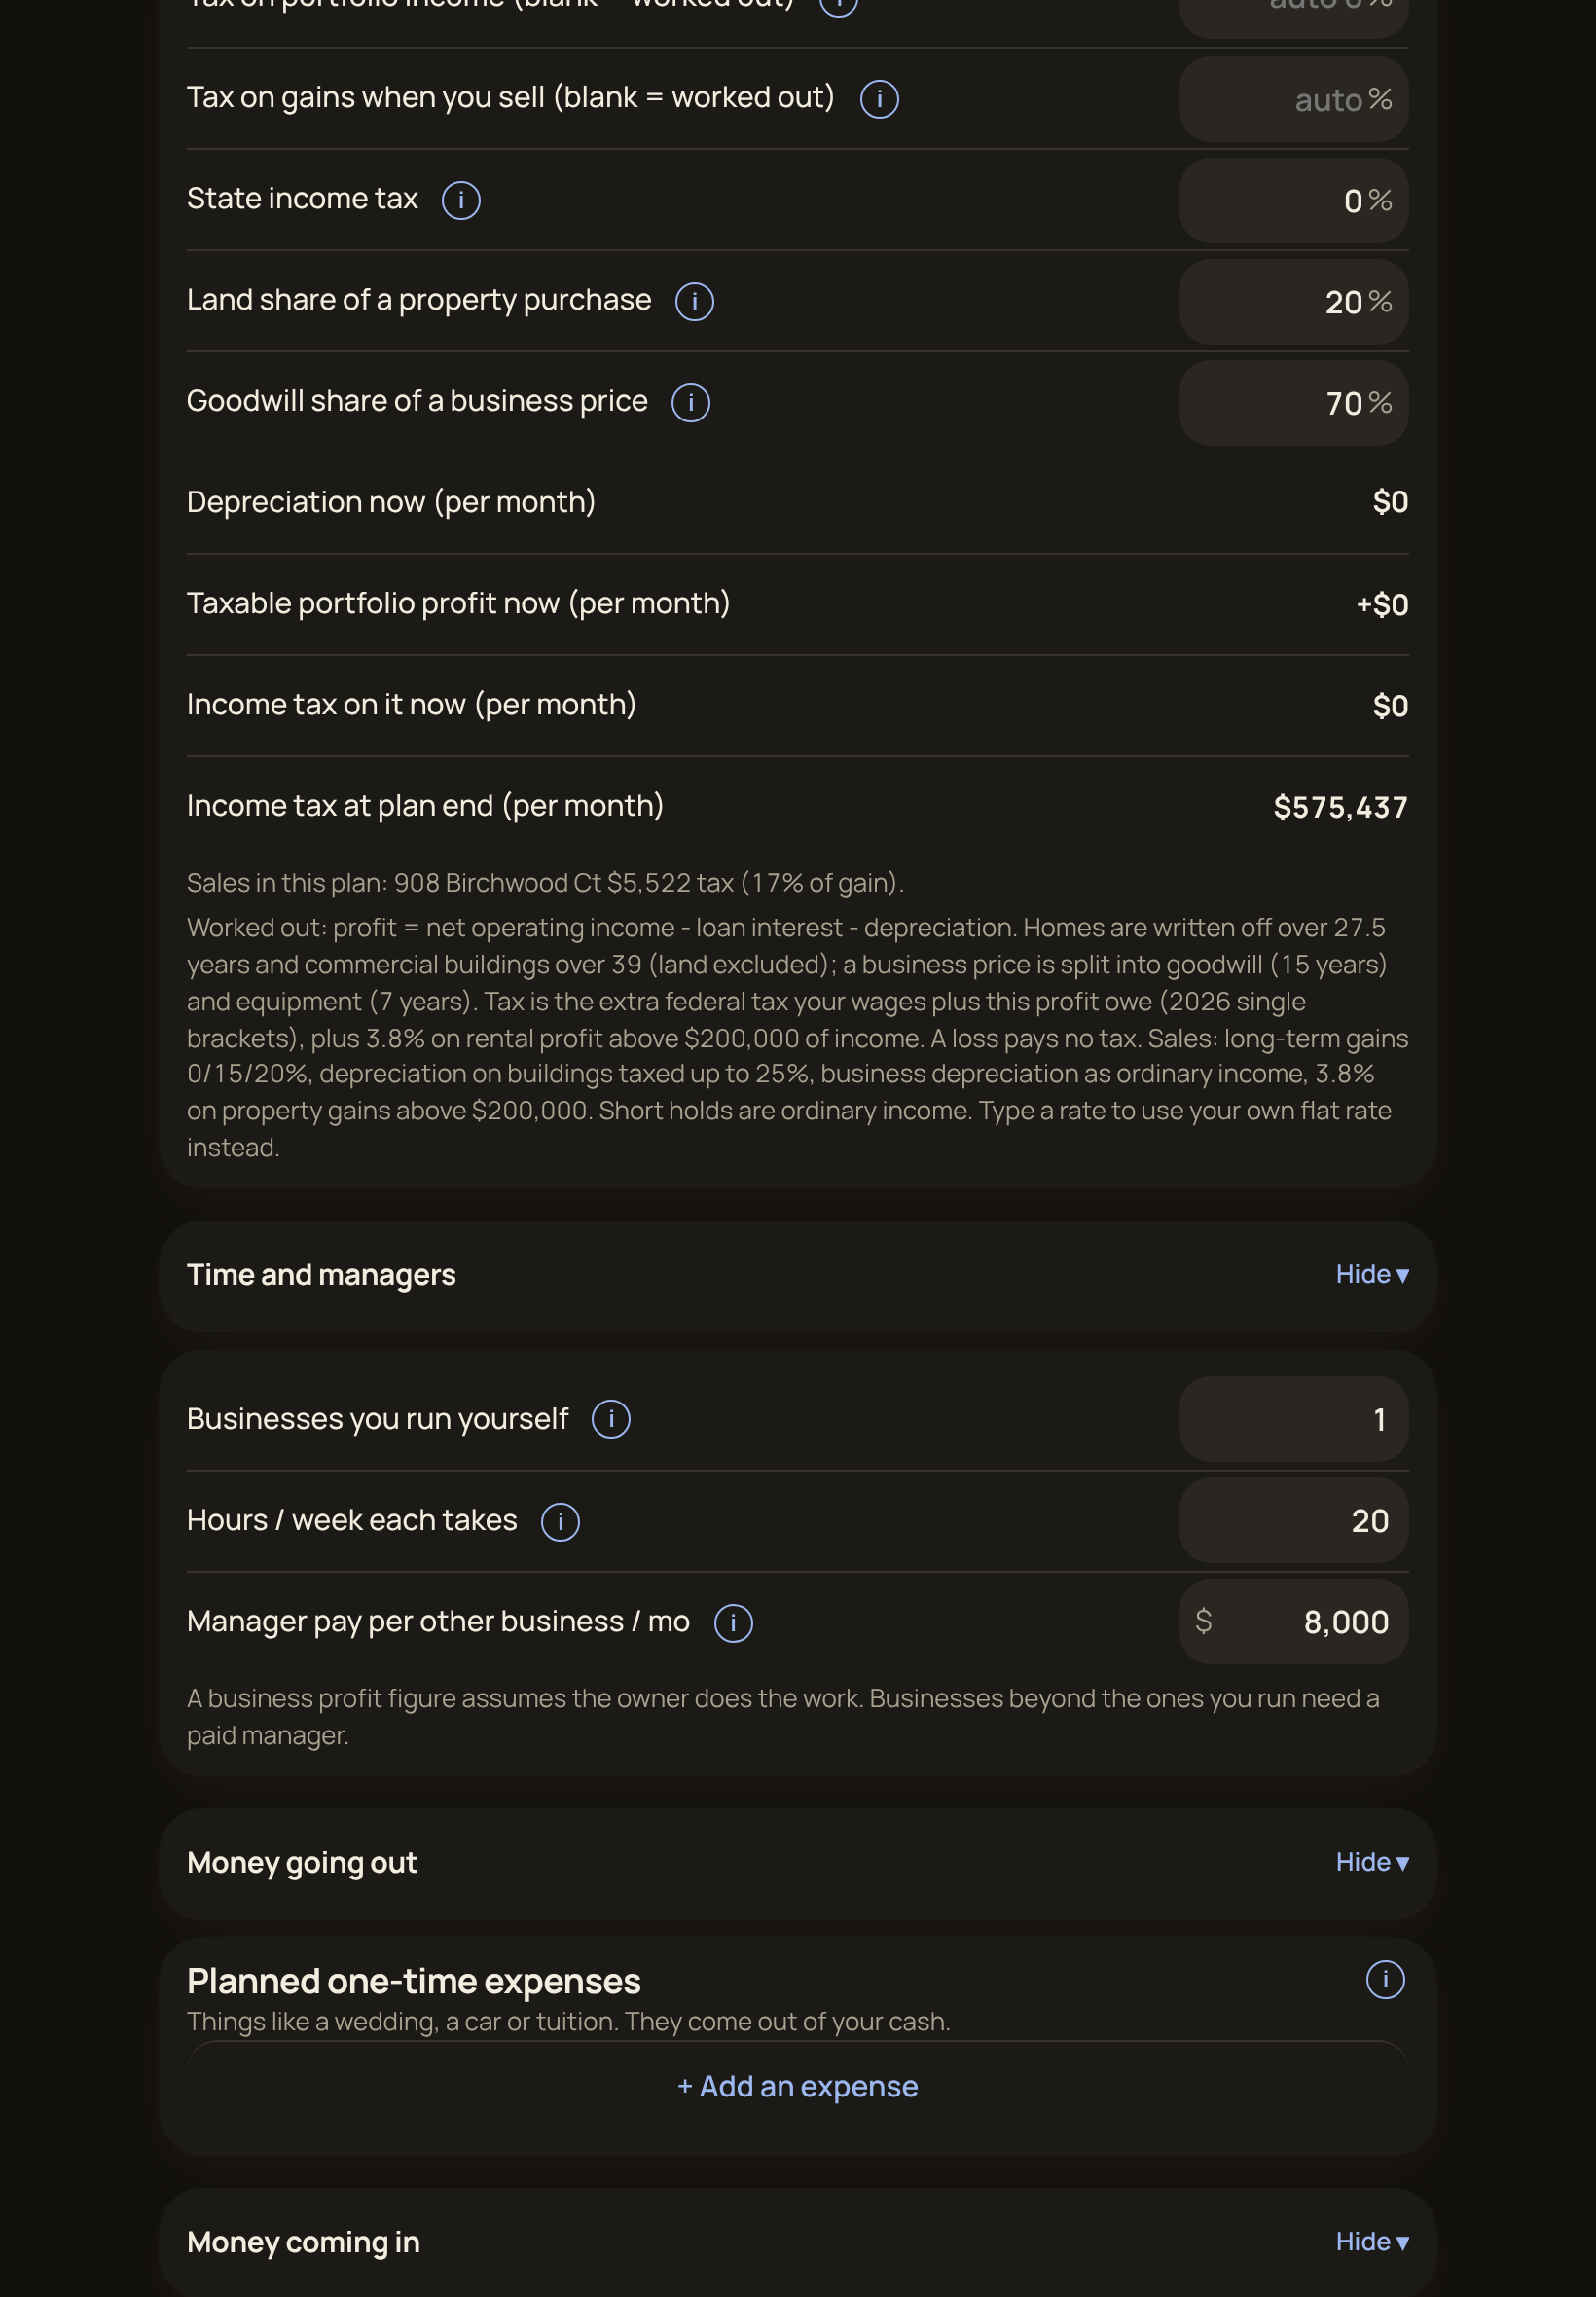 Tax on portfolio income (blank = worked out) i auto 0 %
Tax on gains when you sell (blank = worked out) i auto %
State income tax i 0 %
Land share of a property purchase i 20 %
Goodwill share of a business price i 70 %
Depreciation now (per month) $0
Taxable portfolio profit now (per month) +$0
Income tax on it now (per month) $0
Income tax at plan end (per month) $575,437
Sales in this plan: 908 Birchwood Ct $5,522 tax (17% of gain).
Worked out: profit = net operating income - loan interest - depreciation. Homes are written off over 27.5
years and commercial buildings over 39 (land excluded); a business price is split into goodwill (15 years)
and equipment (7 years). Tax is the extra federal tax your wages plus this profit owe (2026 single
brackets), plus 3.8% on rental profit above $200,000 of income. A loss pays no tax. Sales: long-term gains
0/15/20%, depreciation on buildings taxed up to 25%, business depreciation as ordinary income, 3.8%
on property gains above $200,000. Short holds are ordinary income. Type a rate to use your own flat rate
instead.
Time and managers Hide ▾
Businesses you run yourself i 1
Hours / week each takes i 20
Manager pay per other business / mo i $ 8,000
A business profit figure assumes the owner does the work. Businesses beyond the ones you run need a
paid manager.
Money going out Hide ▾
Planned one-time expenses i
Things like a wedding, a car or tuition. They come out of your cash.
+ Add an expense
Money coming in Hide ▾